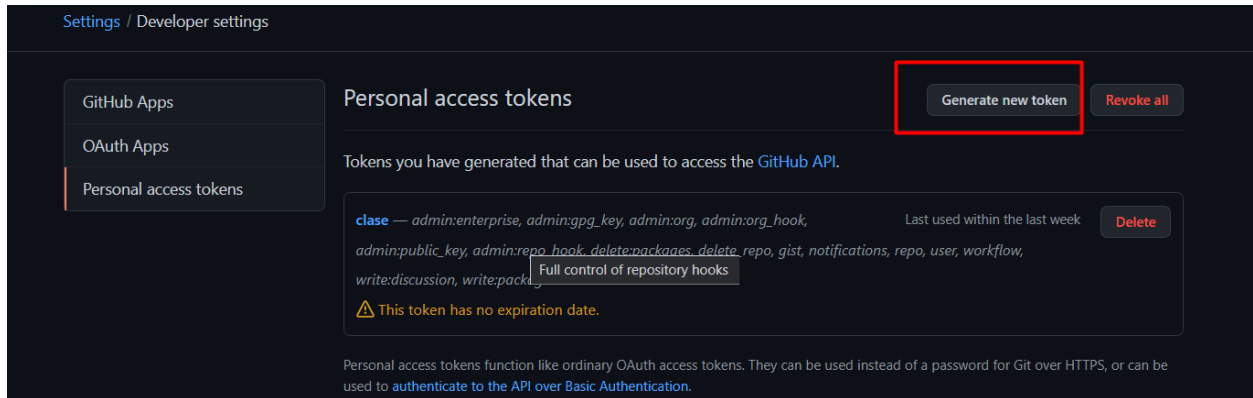 Settings / Developer settings
GitHub Apps
OAuth Apps
Personal access tokens
Personal access tokens
Generate new token
Revoke all
Tokens you have generated that can be used to access the GitHub API.
clase — admin:enterprise, admin:gpg_key, admin:org, admin:org_hook,
Last used within the last week
Delete
admin:public_key, admin:repo_hook, delete:packages, delete_repo, gist, notifications, repo, user, workflow,
Full control of repository hooks
write:discussion,
This token has no expiration date.
Personal access tokens function like ordinary OAuth access tokens. They can be used instead of a password for Git over HTTPS, or can be
used to authenticate to the API over Basic Authentication.